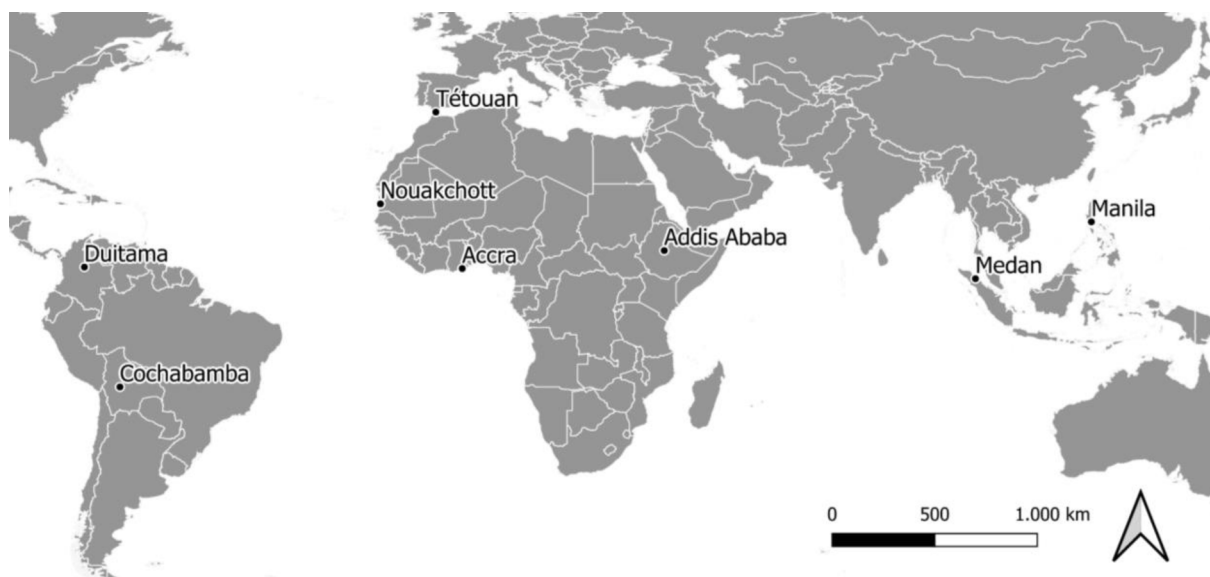 Tétouan
Nouakchott
Manila
Addis Ababa
Duitama
Accra
Medan
Cochabamba
0 500 1.000 km